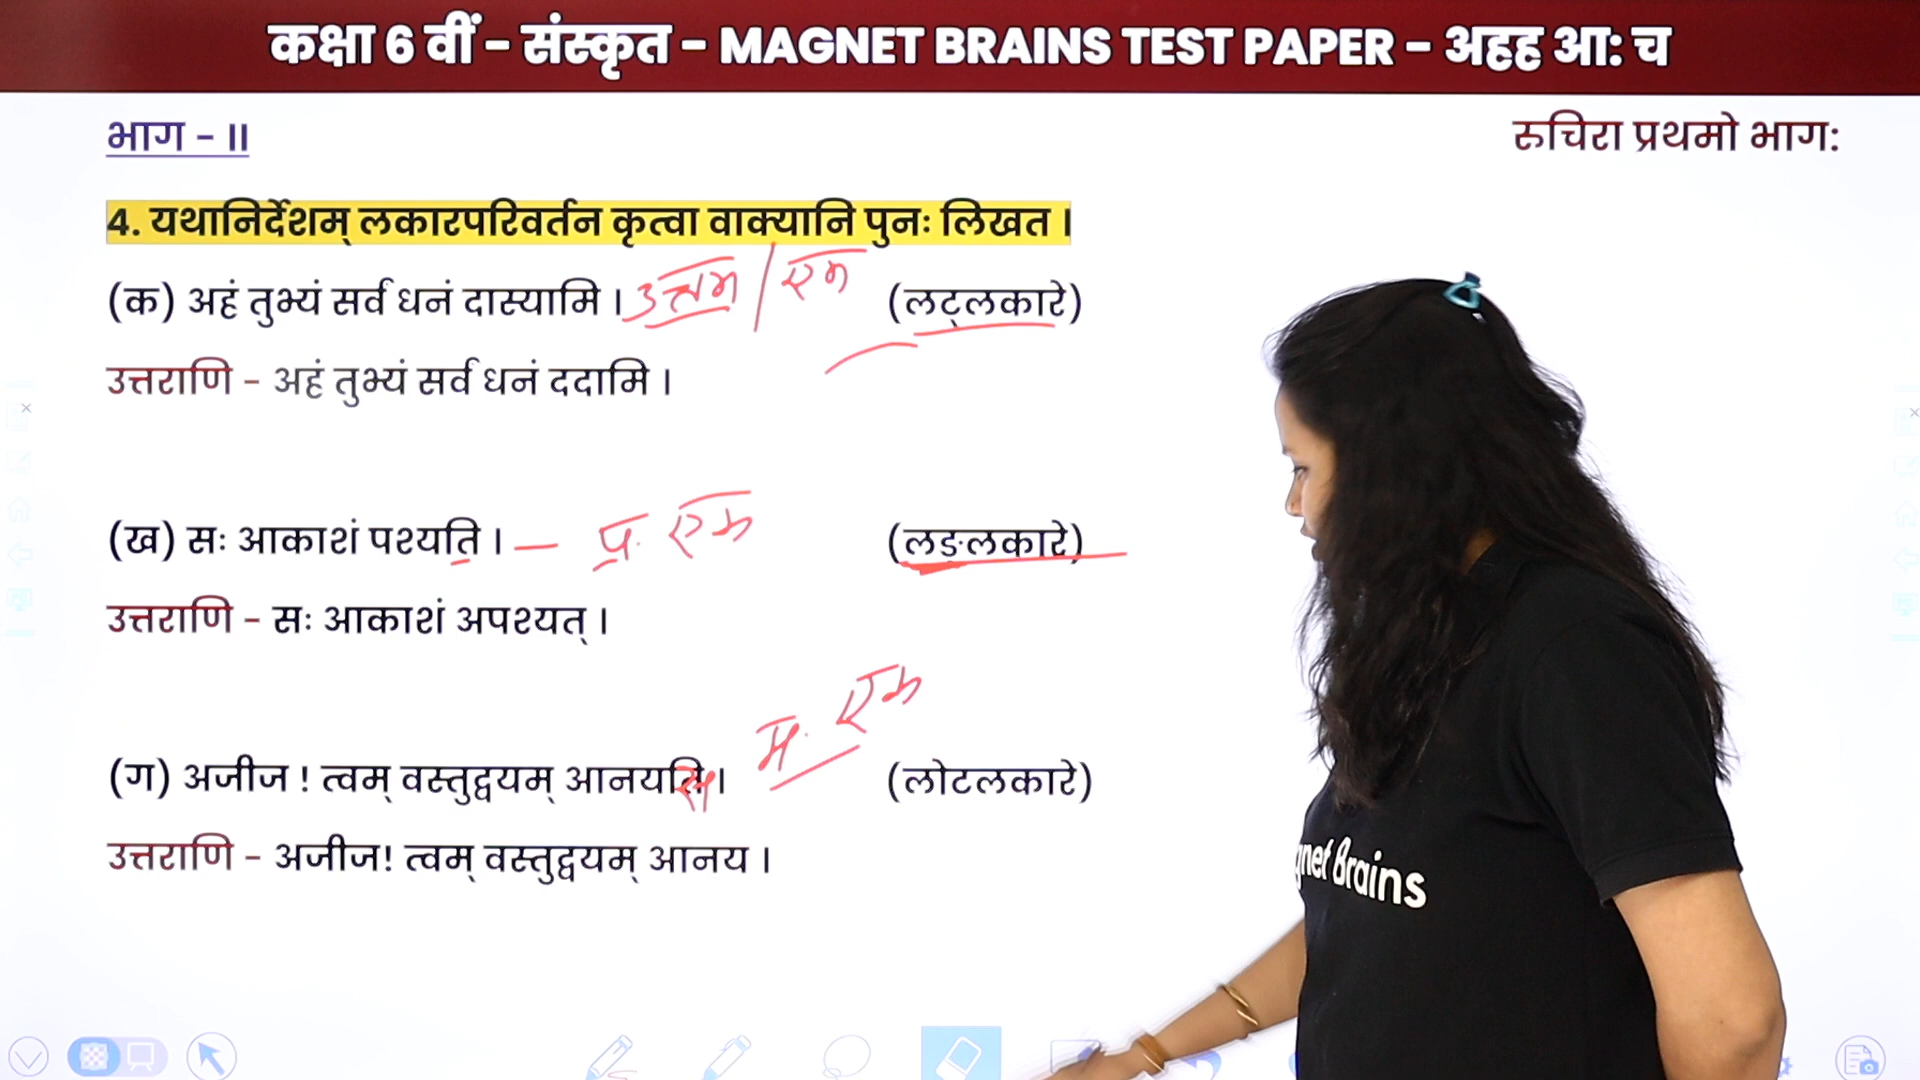 कक्षा 6 वीं - संस्कृत - MAGNET BRAINS TEST PAPER - अहह आ: च
भाग - II
रुचिरा प्रथमो भाग:
4. यथानिर्देशम् लकारपरिवर्तन कृत्वा वाक्यानि पुनः लिखत ।
(क) अहं तुभ्यं सर्व धनं दास्यामि । उत्तम / एक (लट्लकारे)
उत्तराणि - अहं तुभ्यं सर्व धनं ददामि ।
(ख) सः आकाशं पश्यति । — प्र. एक (लङ्लकारे)
उत्तराणि - सः आकाशं अपश्यत् ।
(ग) अजीज ! त्वम् वस्तुद्वयम् आनयति । म. एक (लोटलकारे)
उत्तराणि - अजीज! त्वम् वस्तुद्वयम् आनय ।
gnet Brains